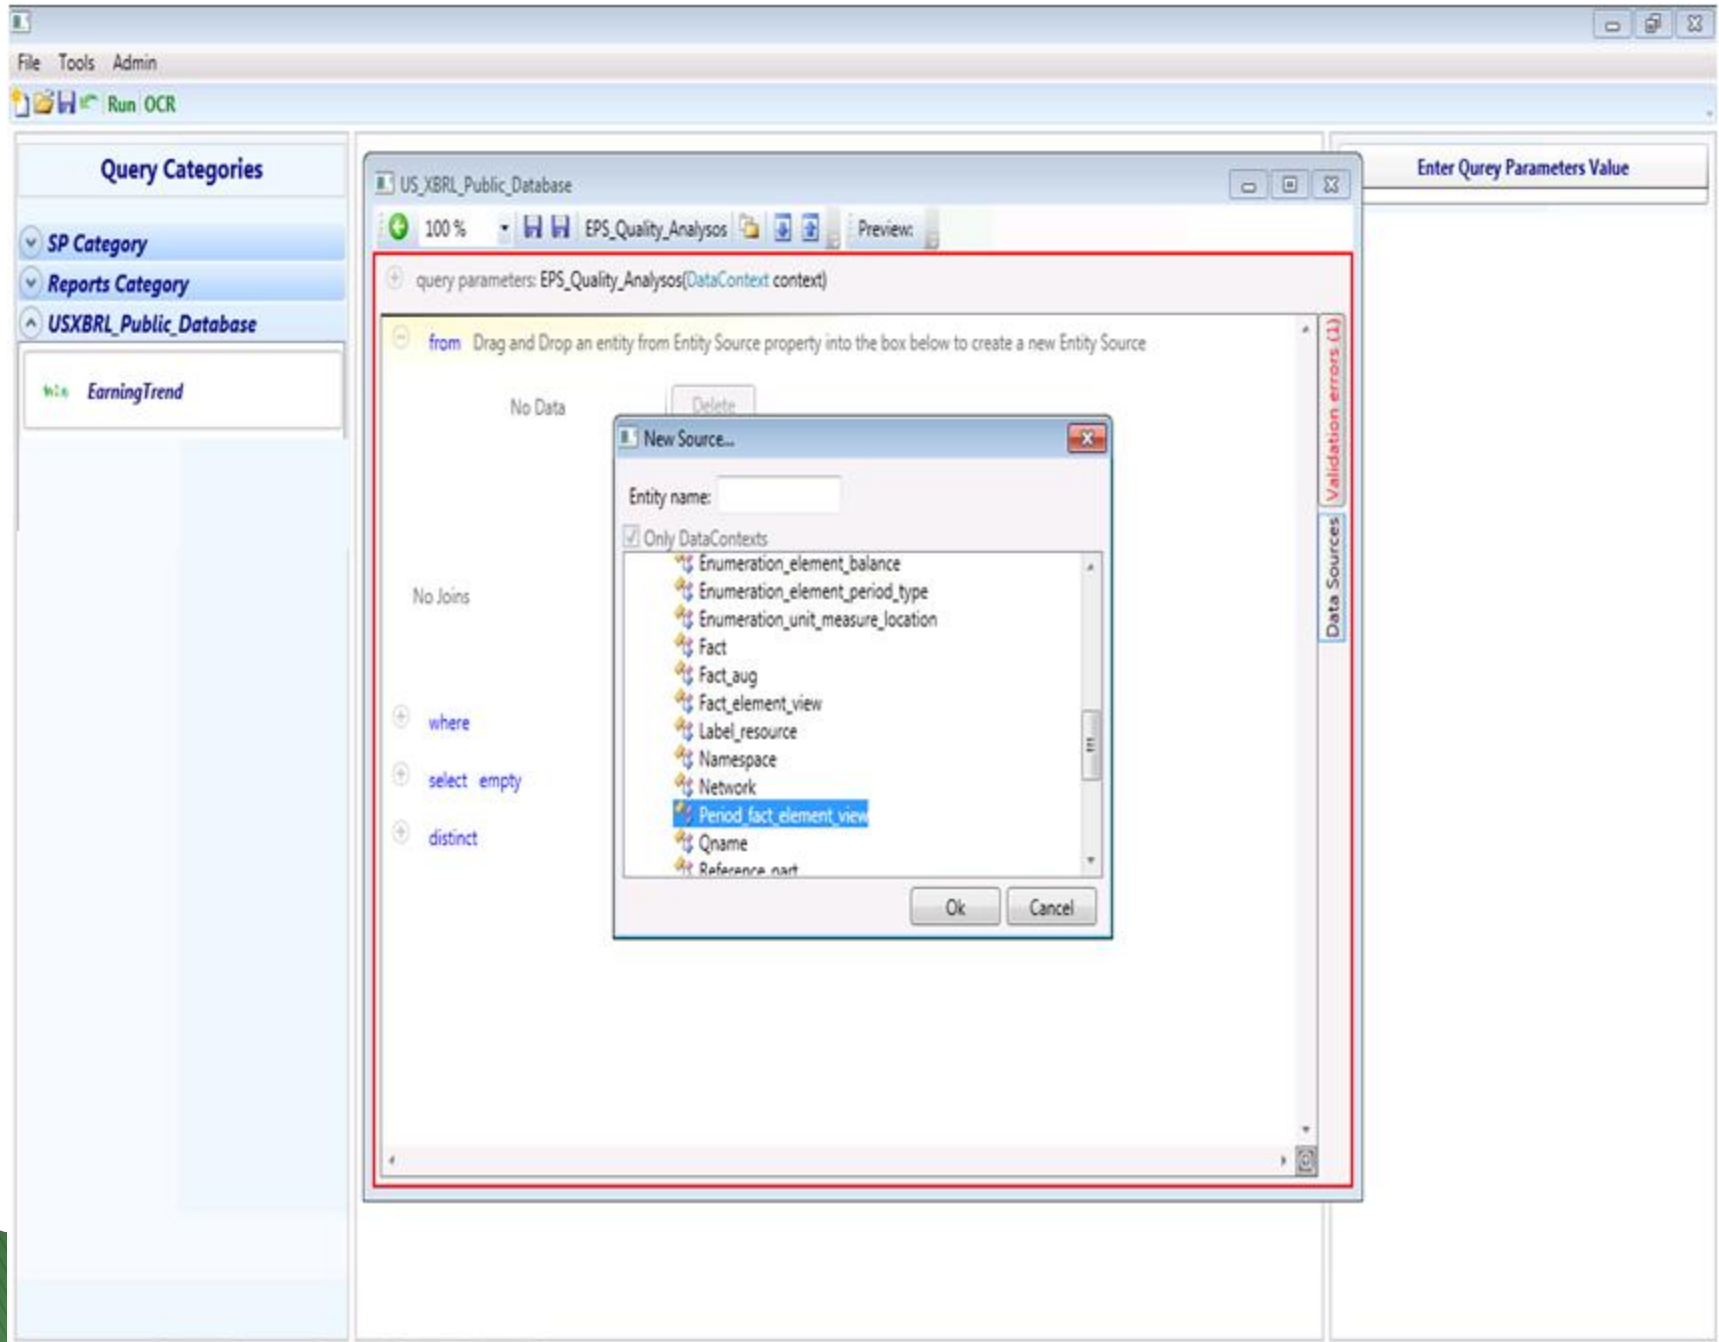 File Tools Admin
Run OCR
Query Categories
SP Category
Reports Category
USXBRL_Public_Database
EarningTrend
US_XBRL_Public_Database
100 % EPS_Quality_Analysos Preview:
query parameters: EPS_Quality_Analysos(DataContext context)
from Drag and Drop an entity from Entity Source property into the box below to create a new Entity Source
No Data Delete
No Joins
where
select empty
distinct
New Source...
Entity name:
Only DataContexts
Enumeration_element_balance
Enumeration_element_period_type
Enumeration_unit_measure_location
Fact
Fact_aug
Fact_element_view
Label_resource
Namespace
Network
Period_fact_element_view
Qname
Reference_part
Ok Cancel
Validation errors (1)
Data Sources
Enter Qurey Parameters Value